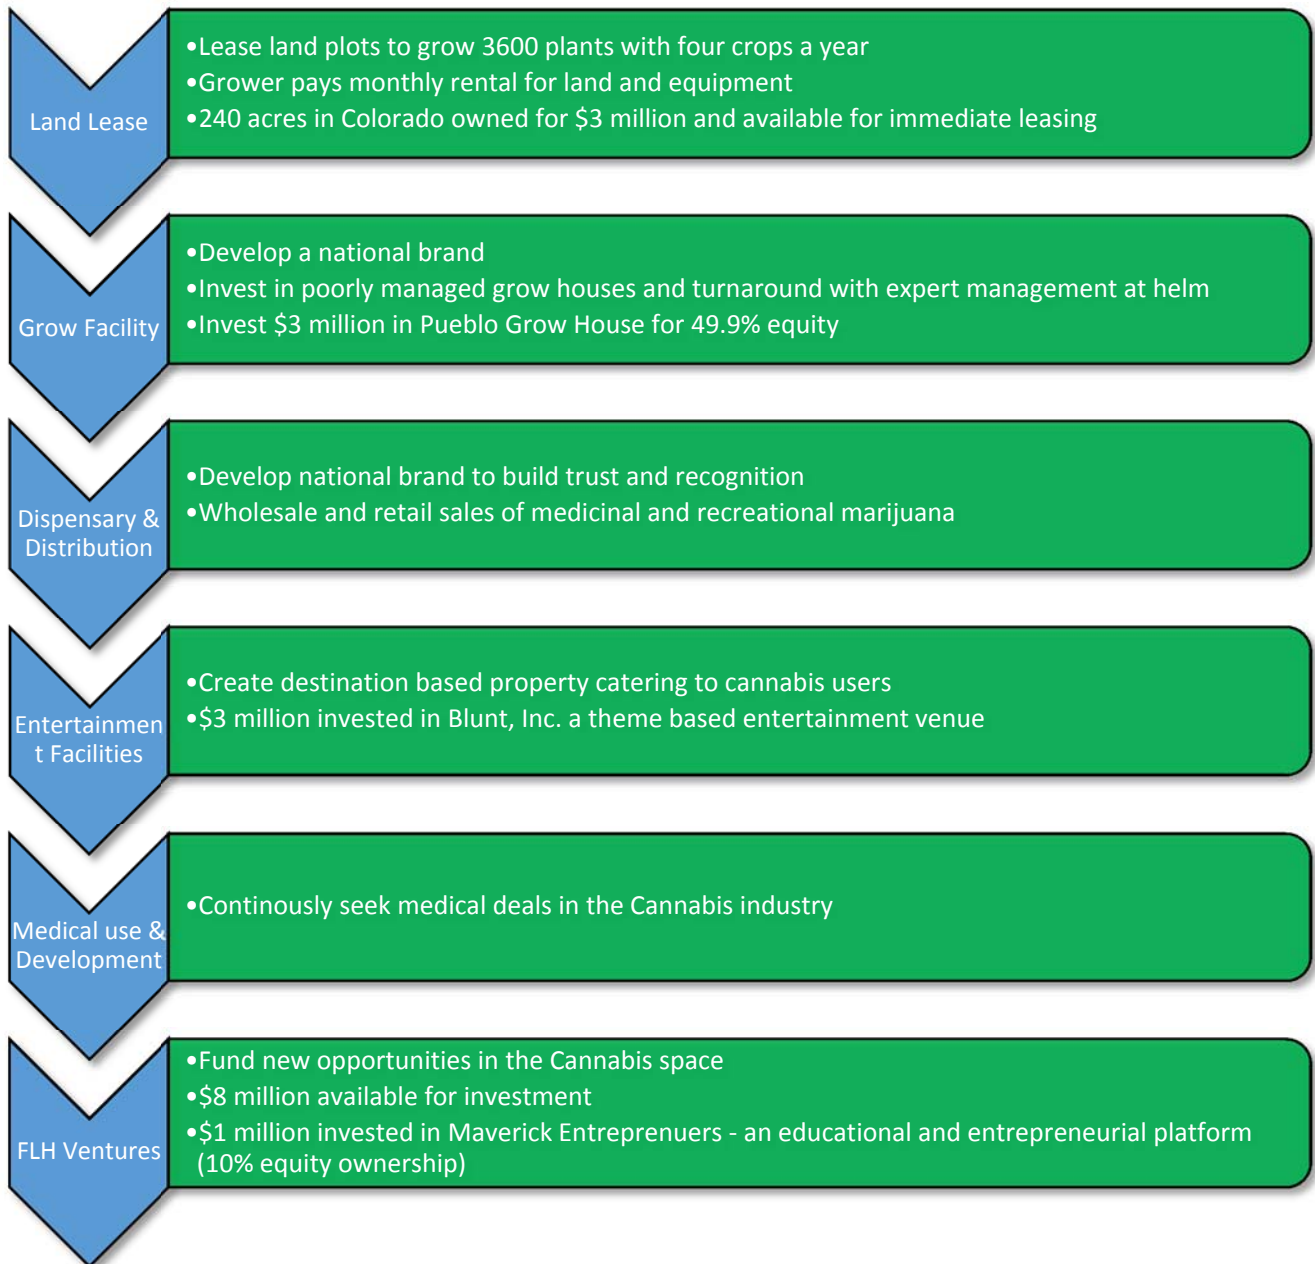 Land Lease
•Lease land plots to grow 3600 plants with four crops a year
•Grower pays monthly rental for land and equipment
•240 acres in Colorado owned for $3 million and available for immediate leasing
Grow Facility
•Develop a national brand
•Invest in poorly managed grow houses and turnaround with expert management at helm
•Invest $3 million in Pueblo Grow House for 49.9% equity
Dispensary &
Distribution
•Develop national brand to build trust and recognition
•Wholesale and retail sales of medicinal and recreational marijuana
Entertainmen
t Facilities
•Create destination based property catering to cannabis users
•$3 million invested in Blunt, Inc. a theme based entertainment venue
Medical use &
Development
•Continously seek medical deals in the Cannabis industry
FLH Ventures
•Fund new opportunities in the Cannabis space
•$8 million available for investment
•$1 million invested in Maverick Entreprenuers - an educational and entrepreneurial platform
(10% equity ownership)